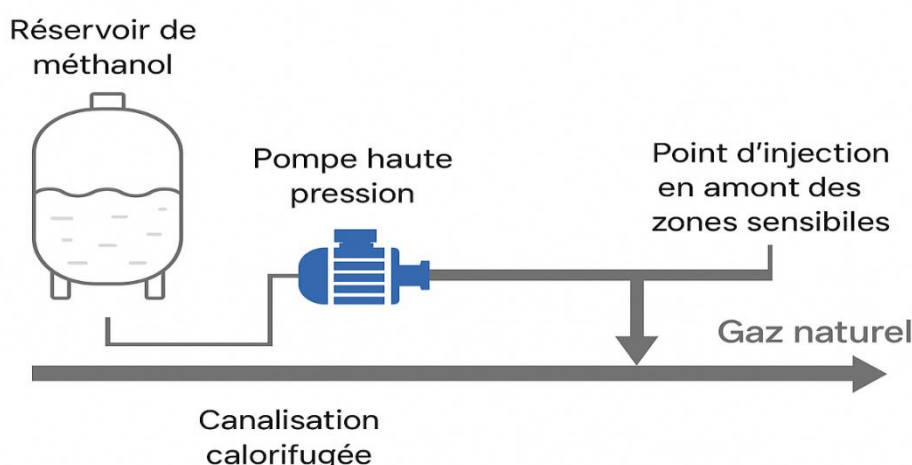 Réservoir de
méthanol
Pompe haute
pression
Point d'injection
en amont des
zones sensibiles
Gaz naturel
Canalisation
calorifugée